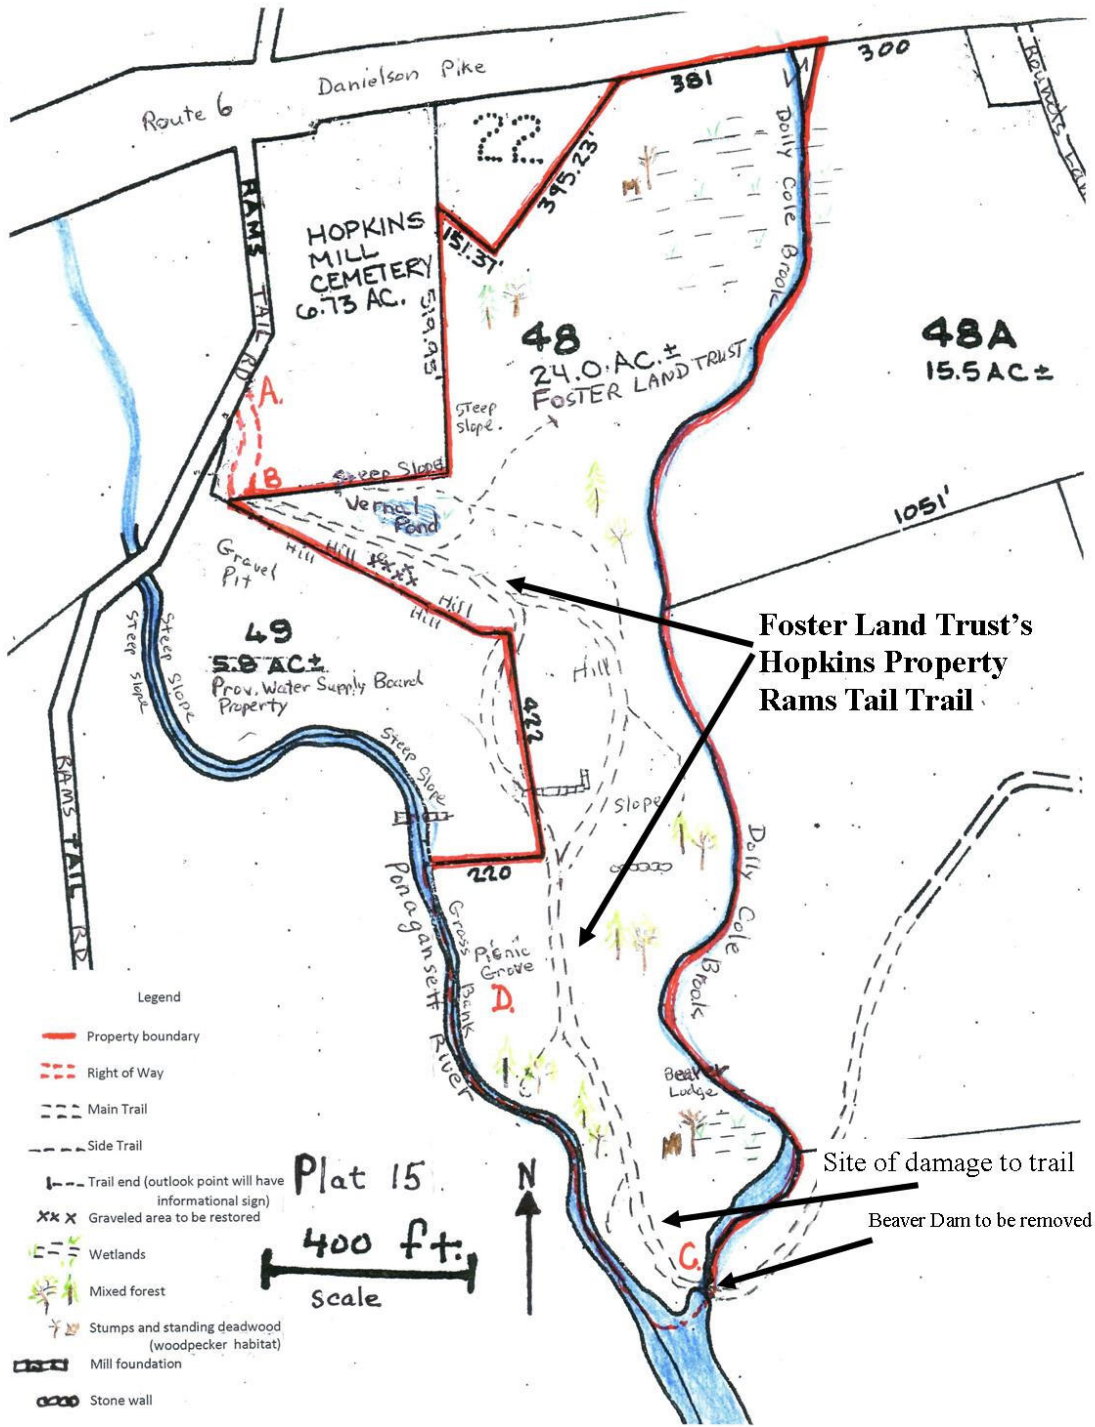 300
Danielson Pike
381
Route 6
22
Rounds Lan
Dolly Cole Brook
395.23'
RAMS TAIL RD
HOPKINS
MILL
CEMETERY
6.73 AC.
151.37'
519.95'
48
24.0.AC.±
FOSTER LAND TRUST
48A
15.5 AC±
A.
Steep
slope.
B
Steep Slope
Vernal
Pond
1051'
Gravel
Pit
Hill
Hill
Hill
Hill
49
5.8 AC±
Prov. Water Supply Board
Property
Steep Slope
Steep Slope
Foster Land Trust's
Hopkins Property
Rams Tail Trail
Hill
422
Steep Slope
Slope
RAMS TAIL RD
220
Dolly Cole Brook
Ponagansett River
Grass Bank
Picnic
Grove
D.
Beaver
Lodge
Legend
Property boundary
Right of Way
Main Trail
Side Trail
Trail end (outlook point will have
informational sign)
Graveled area to be restored
Wetlands
Mixed forest
Stumps and standing deadwood
(woodpecker habitat)
Mill foundation
Stone wall
Plat 15
400 ft.
scale
N
Site of damage to trail
Beaver Dam to be removed
C.